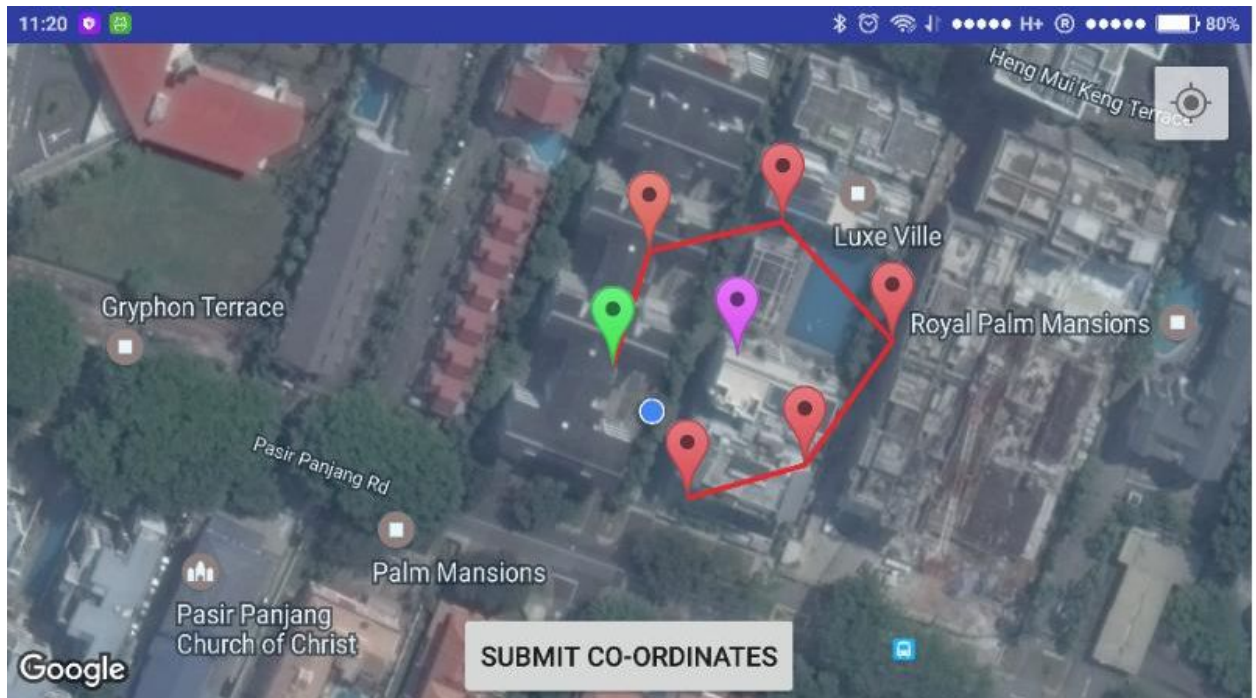 11:20
H+ R 80%
Heng Mui Keng Terrace
Luxe Ville
Gryphon Terrace
Royal Palm Mansions
Pasir Panjang Rd
Palm Mansions
Pasir Panjang
Church of Christ
SUBMIT CO-ORDINATES
Google